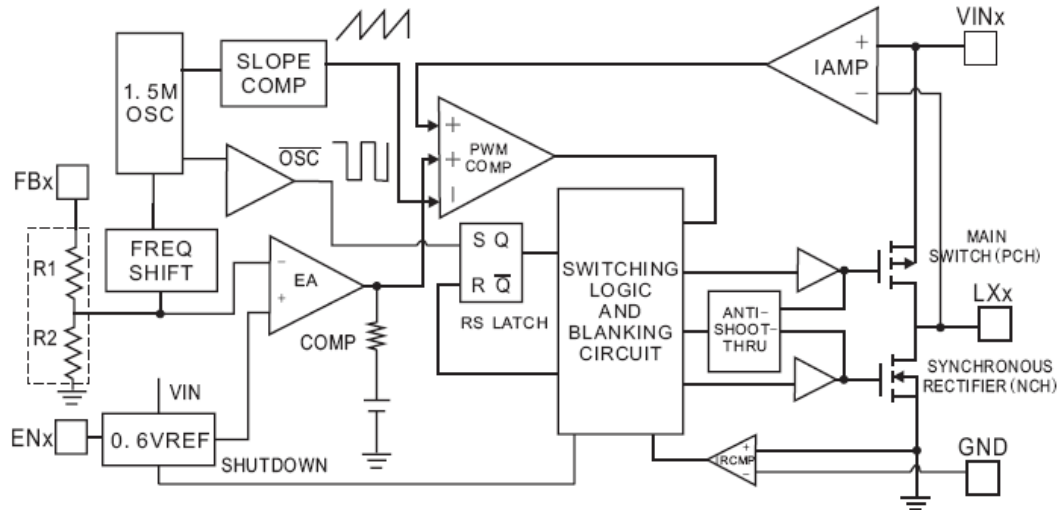 VINx
SLOPE
COMP
IAMP
+
−
1.5M
OSC
OSC
+
+
−
PWM
COMP
FBx
FREQ
SHIFT
R1
R2
EA
−
+
COMP
S Q
R Q
RS LATCH
SWITCHING
LOGIC
AND
BLANKING
CIRCUIT
ANTI-
SHOOT-
THRU
MAIN
SWITCH(PCH)
LXx
SYNCHRONOUS
RECTIFIER(NCH)
VIN
ENx
0.6VREF
SHUTDOWN
IRCMP
+
−
GND